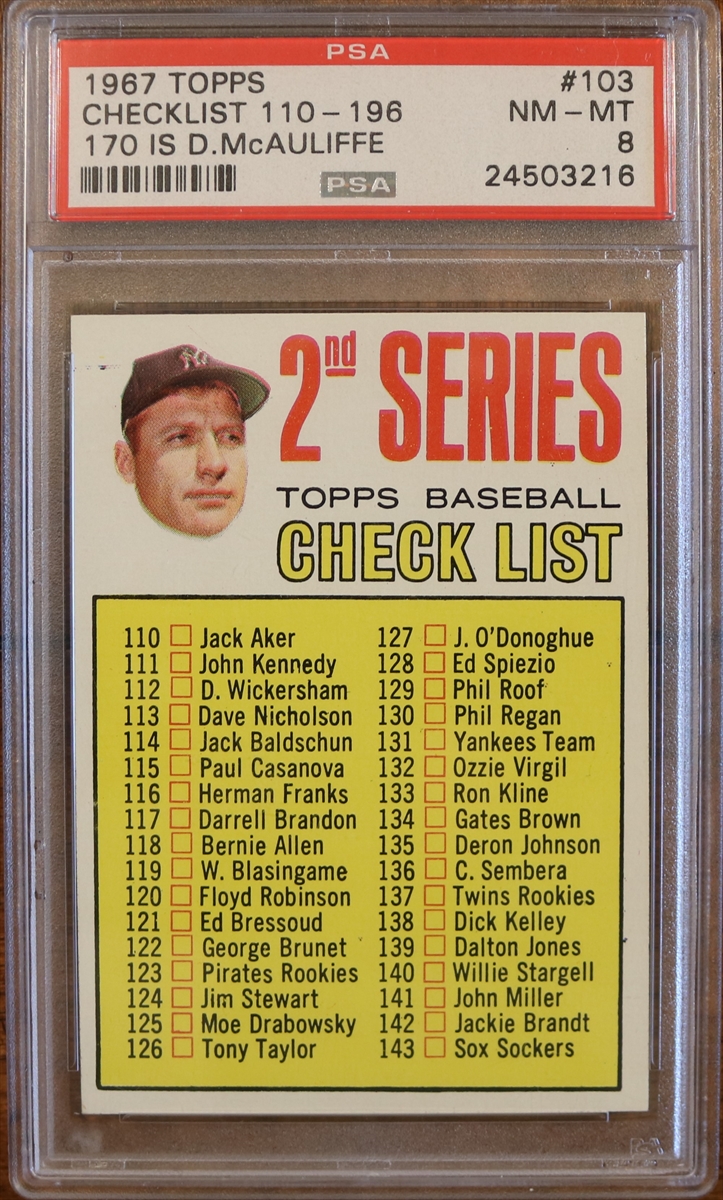 PSA
1967 TOPPS #103
CHECKLIST 110-196 NM-MT
170 IS D.McAULIFFE 8
PSA 24503216
NY
2nd SERIES
TOPPS BASEBALL
CHECK LIST
110 Jack Aker
111 John Kennedy
112 D. Wickersham
113 Dave Nicholson
114 Jack Baldschun
115 Paul Casanova
116 Herman Franks
117 Darrell Brandon
118 Bernie Allen
119 W. Blasingame
120 Floyd Robinson
121 Ed Bressoud
122 George Brunet
123 Pirates Rookies
124 Jim Stewart
125 Moe Drabowsky
126 Tony Taylor
127 J. O'Donoghue
128 Ed Spiezio
129 Phil Roof
130 Phil Regan
131 Yankees Team
132 Ozzie Virgil
133 Ron Kline
134 Gates Brown
135 Deron Johnson
136 C. Sembera
137 Twins Rookies
138 Dick Kelley
139 Dalton Jones
140 Willie Stargell
141 John Miller
142 Jackie Brandt
143 Sox Sockers